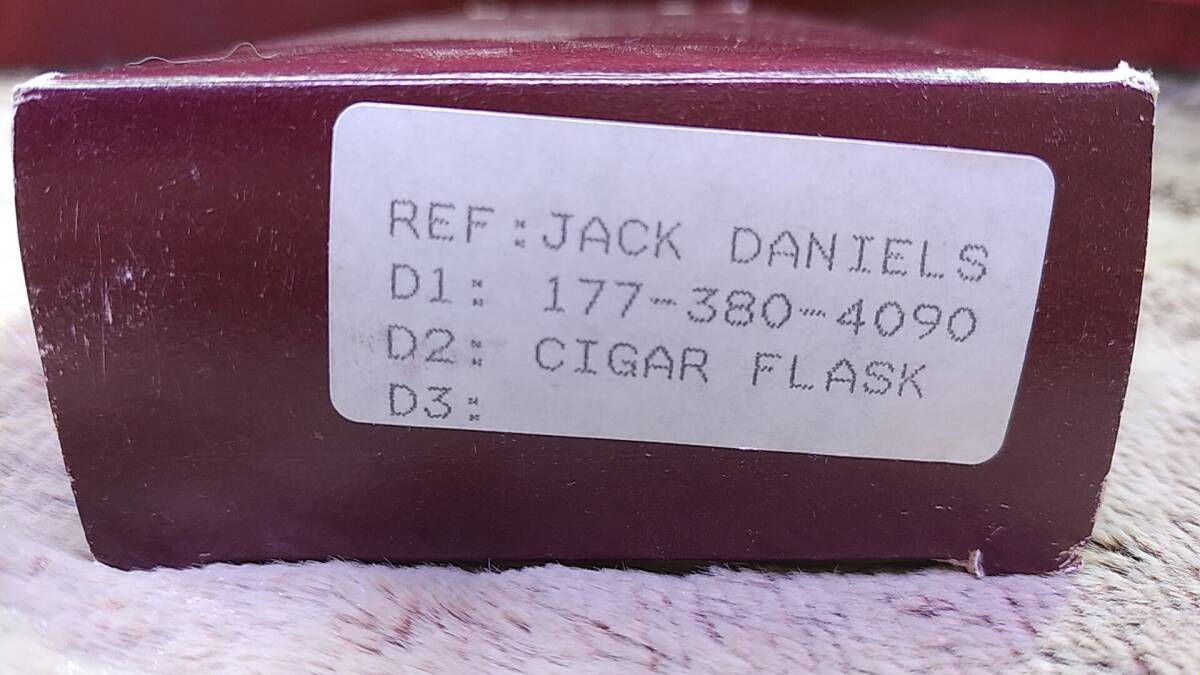 REF:JACK DANIELS
D1: 177-380-4090
D2: CIGAR FLASK
D3: